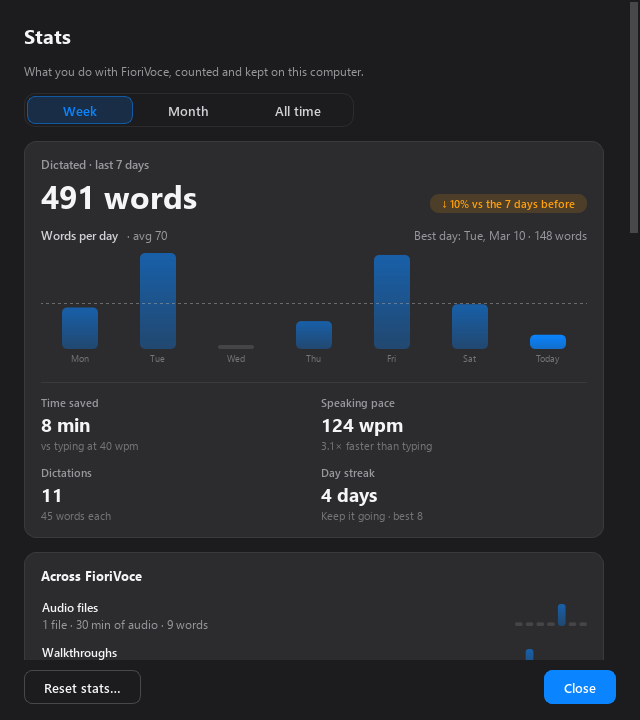 Stats
What you do with FioriVoce, counted and kept on this computer.
Week Month All time
Dictated · last 7 days
491 words
↓ 10% vs the 7 days before
Words per day · avg 70
Best day: Tue, Mar 10 · 148 words
Mon Tue Wed Thu Fri Sat Today
Time saved
8 min
vs typing at 40 wpm
Speaking pace
124 wpm
3.1× faster than typing
Dictations
11
45 words each
Day streak
4 days
Keep it going · best 8
Across FioriVoce
Audio files
1 file · 30 min of audio · 9 words
Walkthroughs
Reset stats...
Close